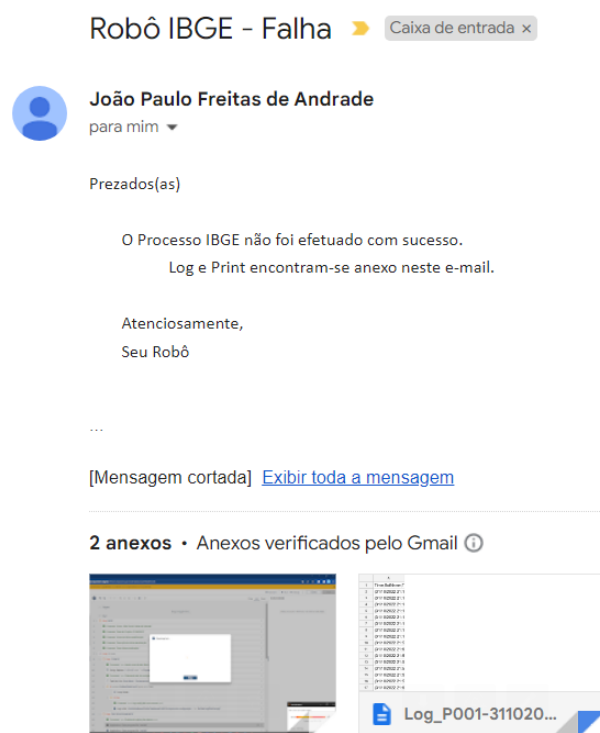 Robô IBGE - Falha
Caixa de entrada ×
João Paulo Freitas de Andrade
para mim
Prezados(as)
O Processo IBGE não foi efetuado com sucesso.
Log e Print encontram-se anexo neste e-mail.
Atenciosamente,
Seu Robô
...
[Mensagem cortada] Exibir toda a mensagem
2 anexos • Anexos verificados pelo Gmail
Log_P001-311020...